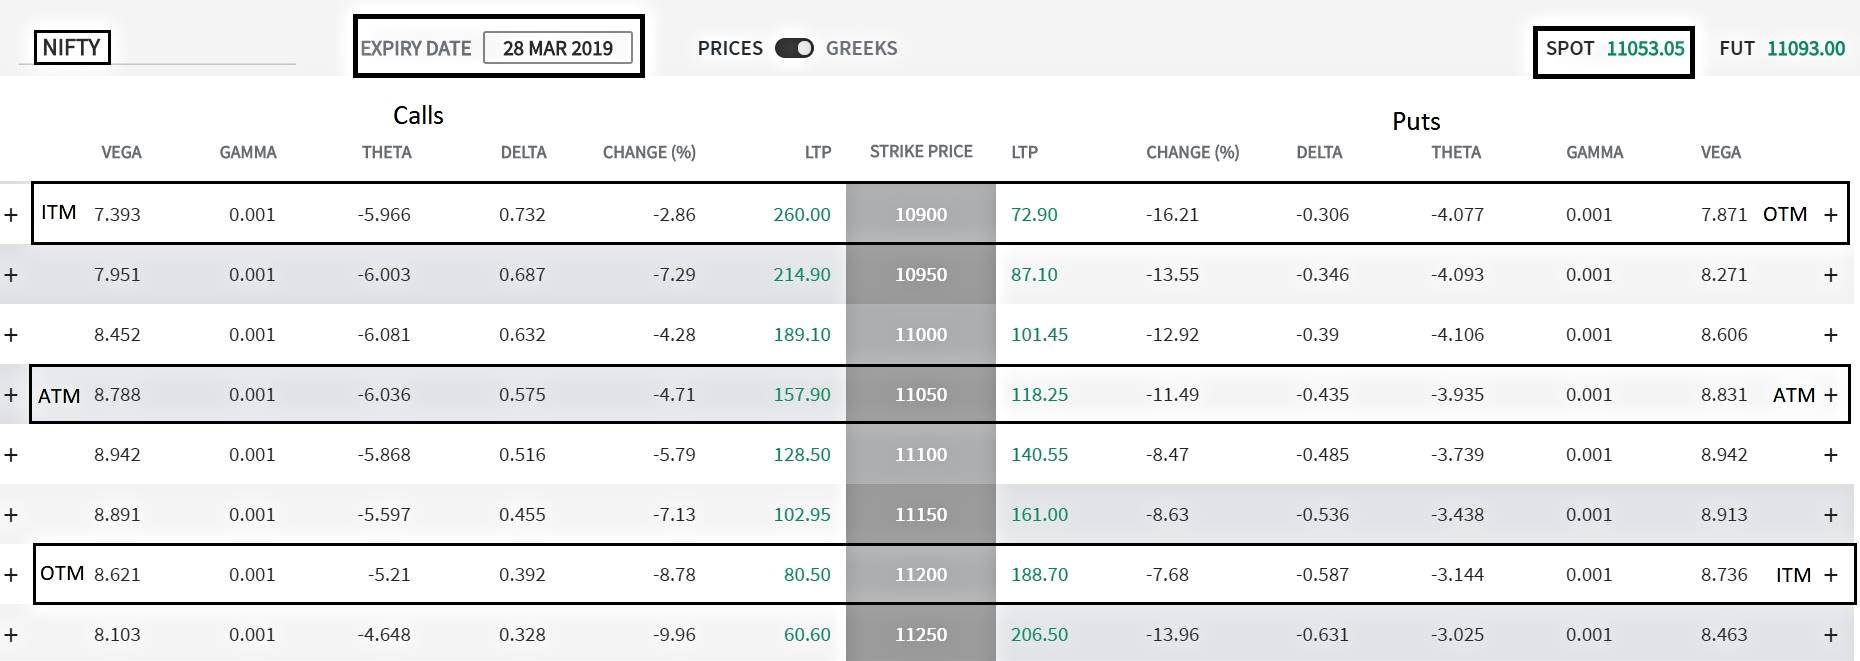 NIFTY EXPIRY DATE 28 MAR 2019 PRICES GREEKS SPOT 11053.05 FUT 11093.00
Calls Puts
VEGA GAMMA THETA DELTA CHANGE (%) LTP STRIKE PRICE LTP CHANGE (%) DELTA THETA GAMMA VEGA
+ ITM 7.393 0.001 -5.966 0.732 -2.86 260.00 10900 72.90 -16.21 -0.306 -4.077 0.001 7.871 OTM +
+ 7.951 0.001 -6.003 0.687 -7.29 214.90 10950 87.10 -13.55 -0.346 -4.093 0.001 8.271 +
+ 8.452 0.001 -6.081 0.632 -4.28 189.10 11000 101.45 -12.92 -0.39 -4.106 0.001 8.606 +
+ ATM 8.788 0.001 -6.036 0.575 -4.71 157.90 11050 118.25 -11.49 -0.435 -3.935 0.001 8.831 ATM +
+ 8.942 0.001 -5.868 0.516 -5.79 128.50 11100 140.55 -8.47 -0.485 -3.739 0.001 8.942 +
+ 8.891 0.001 -5.597 0.455 -7.13 102.95 11150 161.00 -8.63 -0.536 -3.438 0.001 8.913 +
+ OTM 8.621 0.001 -5.21 0.392 -8.78 80.50 11200 188.70 -7.68 -0.587 -3.144 0.001 8.736 ITM +
+ 8.103 0.001 -4.648 0.328 -9.96 60.60 11250 206.50 -13.96 -0.631 -3.025 0.001 8.463 +